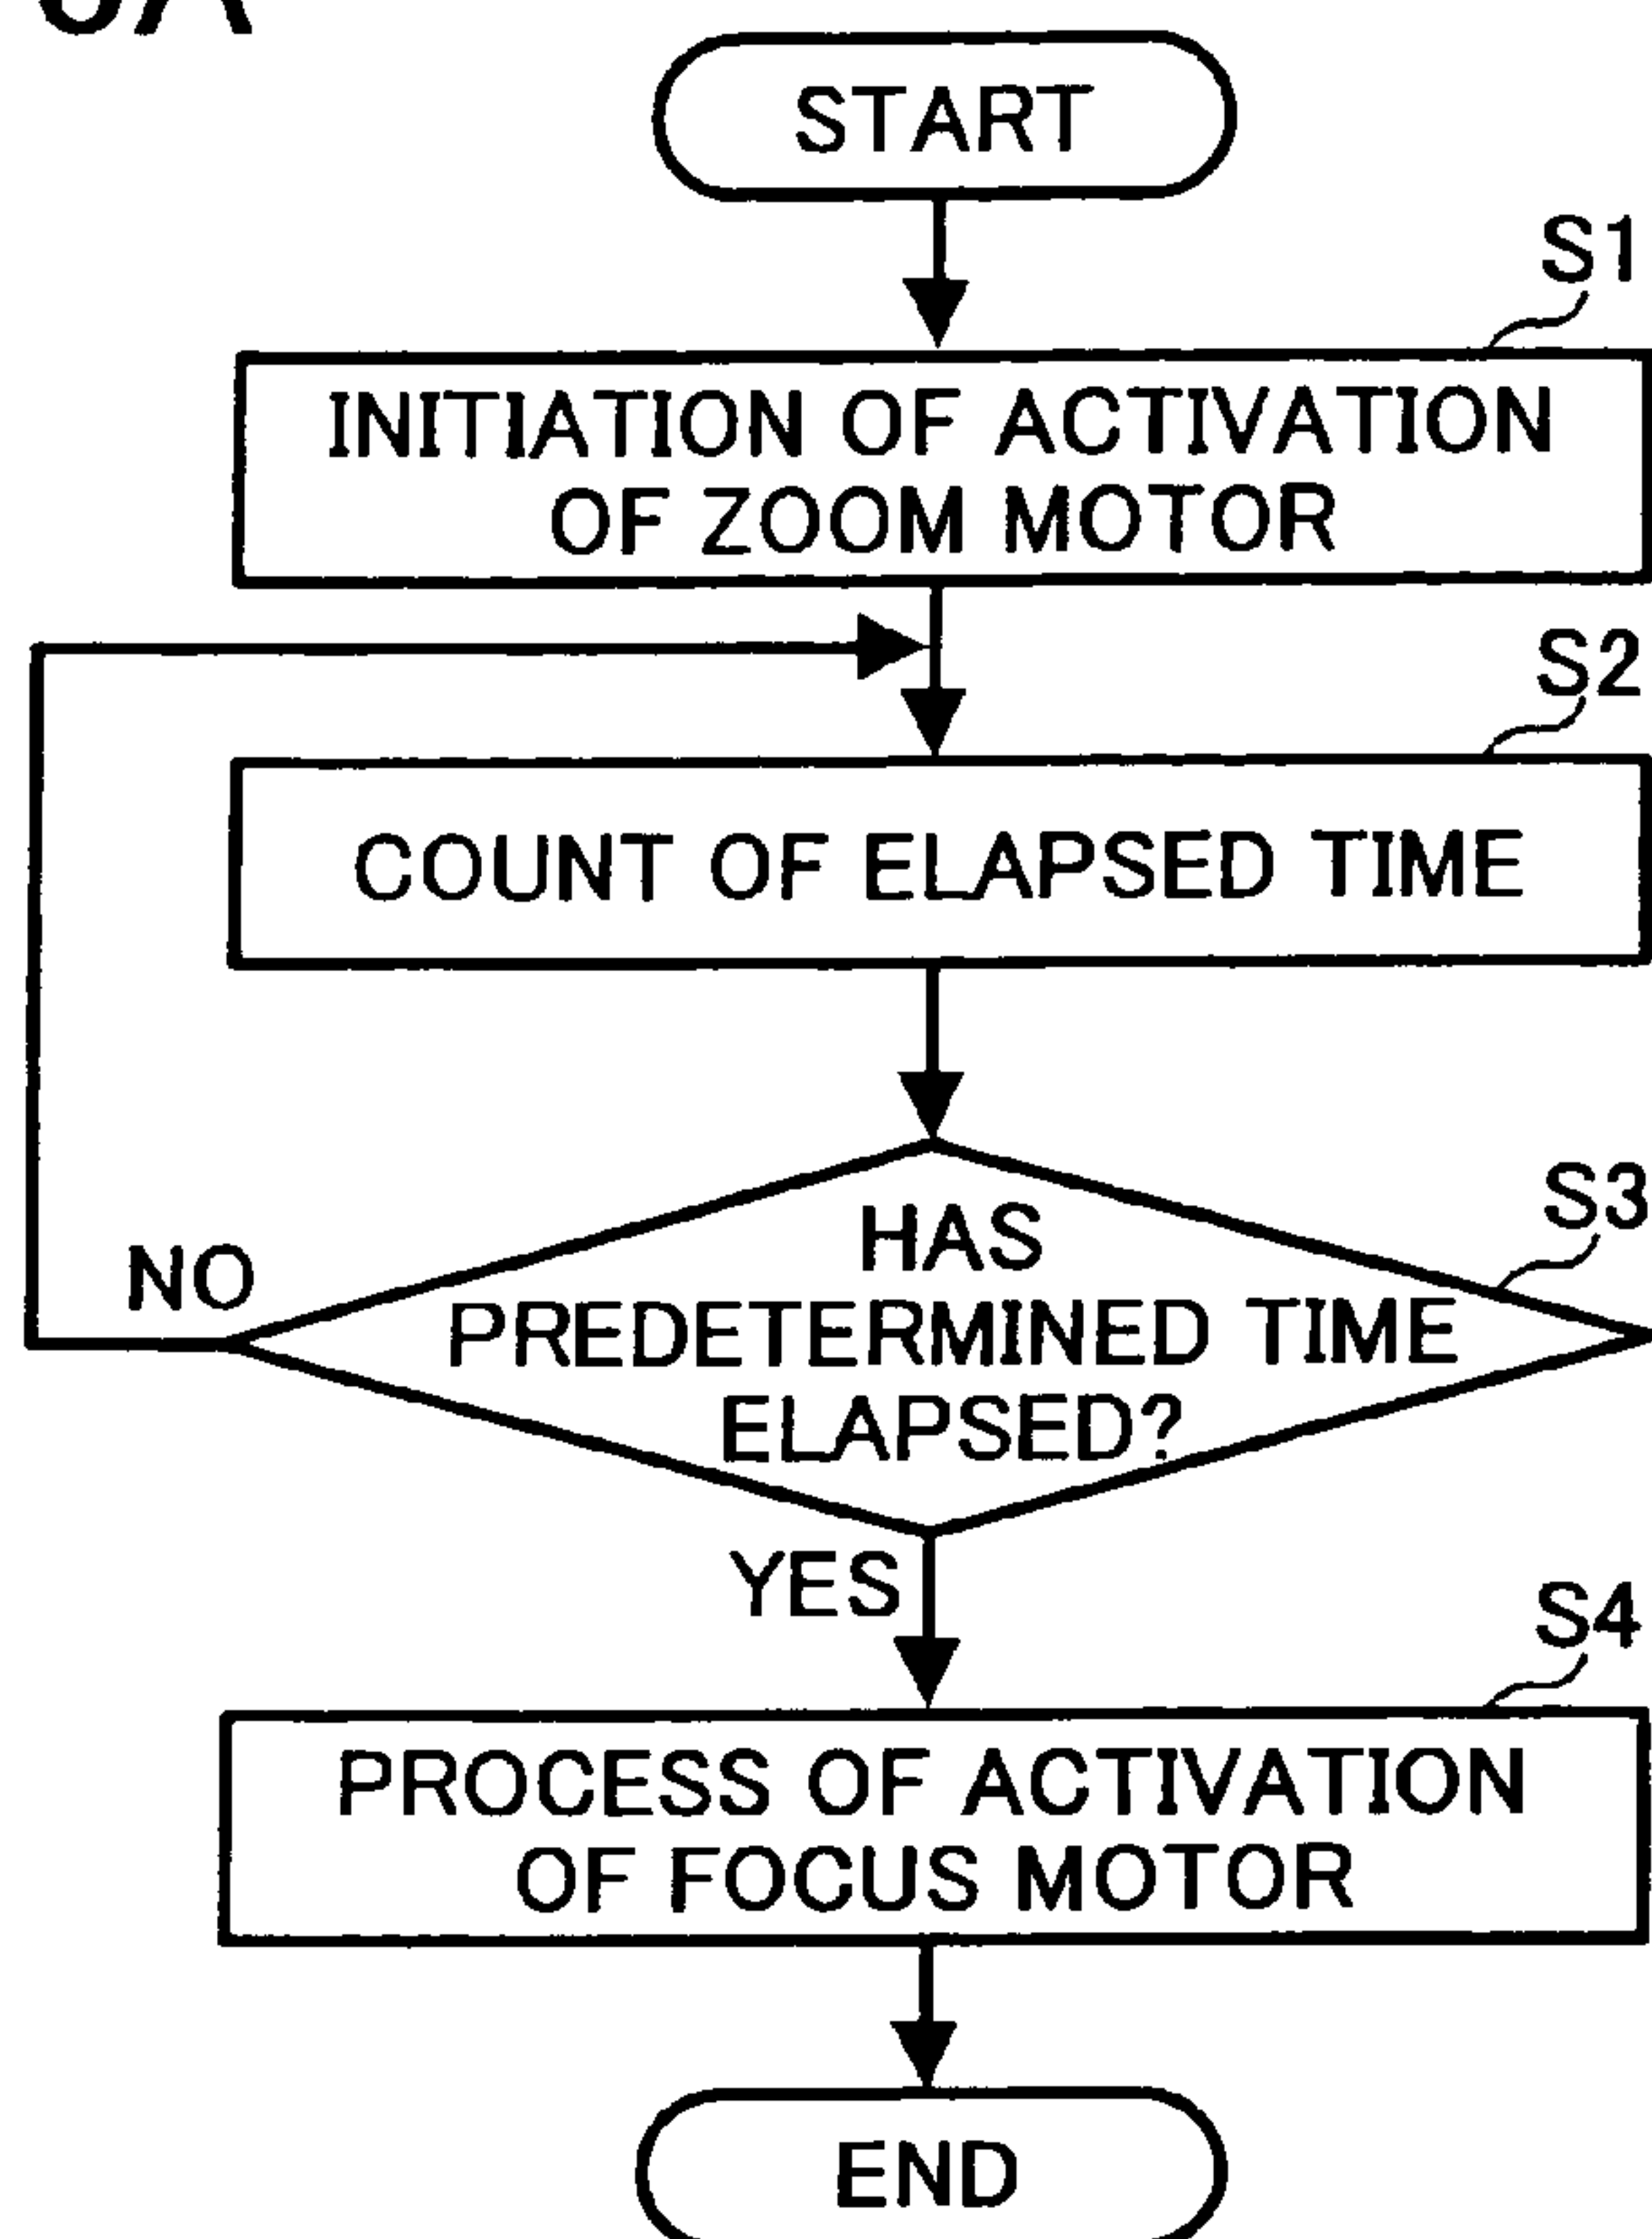 START
S1
INITIATION OF ACTIVATION
OF ZOOM MOTOR
S2
COUNT OF ELAPSED TIME
S3
HAS
PREDETERMINED TIME
ELAPSED?
NO
YES
S4
PROCESS OF ACTIVATION
OF FOCUS MOTOR
END